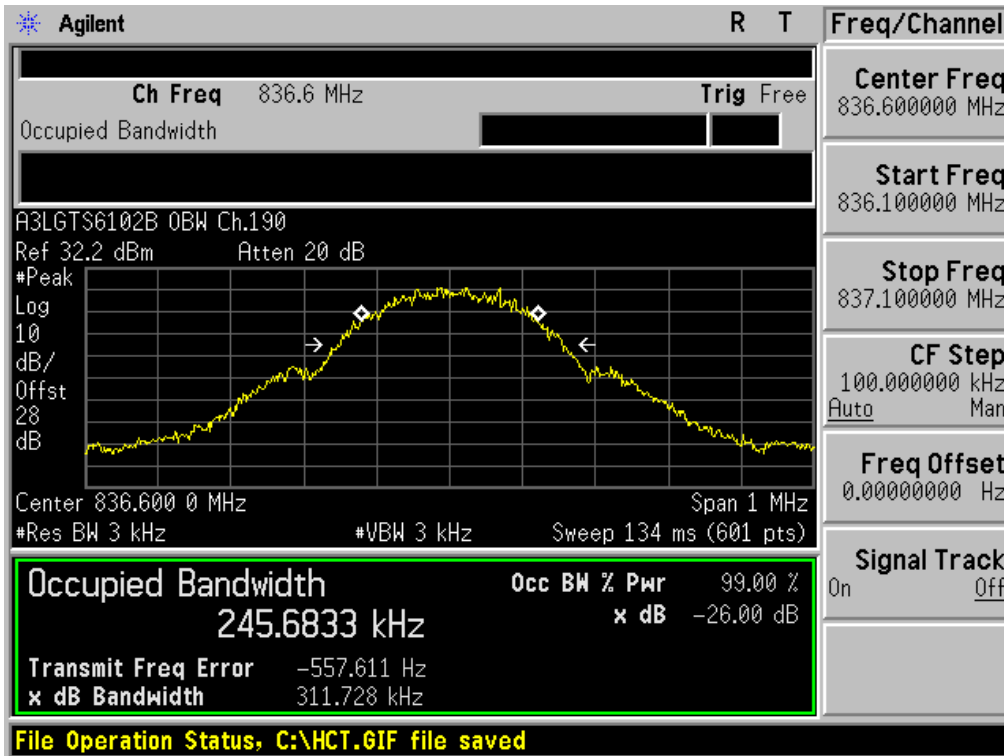 Agilent
R T
Freq/Channel
Ch Freq 836.6 MHz
Trig Free
Occupied Bandwidth
Center Freq
836.600000 MHz
Start Freq
836.100000 MHz
Stop Freq
837.100000 MHz
CF Step
100.000000 kHz
Auto Man
Freq Offset
0.00000000 Hz
Signal Track
On Off
A3LGTS6102B OBW Ch.190
Ref 32.2 dBm Atten 20 dB
#Peak
Log
10
dB/
Offst
28
dB
Center 836.600 0 MHz Span 1 MHz
#Res BW 3 kHz #VBW 3 kHz Sweep 134 ms (601 pts)
Occupied Bandwidth
245.6833 kHz
Occ BW % Pwr 99.00 %
x dB -26.00 dB
Transmit Freq Error -557.611 Hz
x dB Bandwidth 311.728 kHz
File Operation Status, C:\HCT.GIF file saved